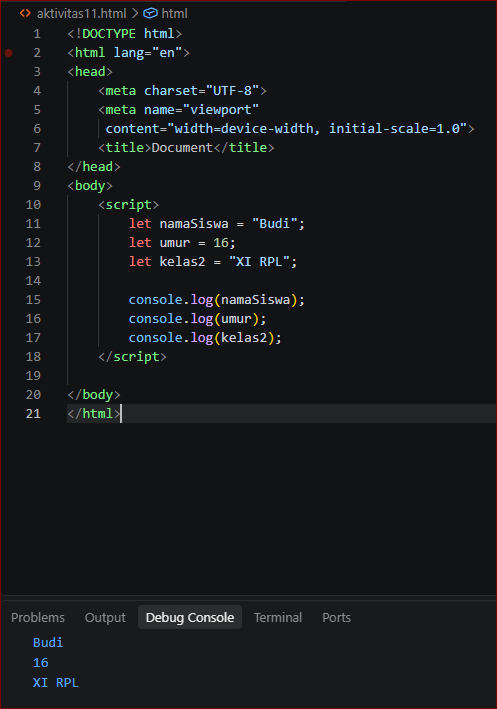 aktivitas11.html > html
1 <!DOCTYPE html>
2 <html lang="en">
3 <head>
4 <meta charset="UTF-8">
5 <meta name="viewport"
6 content="width=device-width, initial-scale=1.0">
7 <title>Document</title>
8 </head>
9 <body>
10 <script>
11 let namaSiswa = "Budi";
12 let umur = 16;
13 let kelas2 = "XI RPL";
14
15 console.log(namaSiswa);
16 console.log(umur);
17 console.log(kelas2);
18 </script>
19
20 </body>
21 </html>
Problems Output Debug Console Terminal Ports
Budi
16
XI RPL